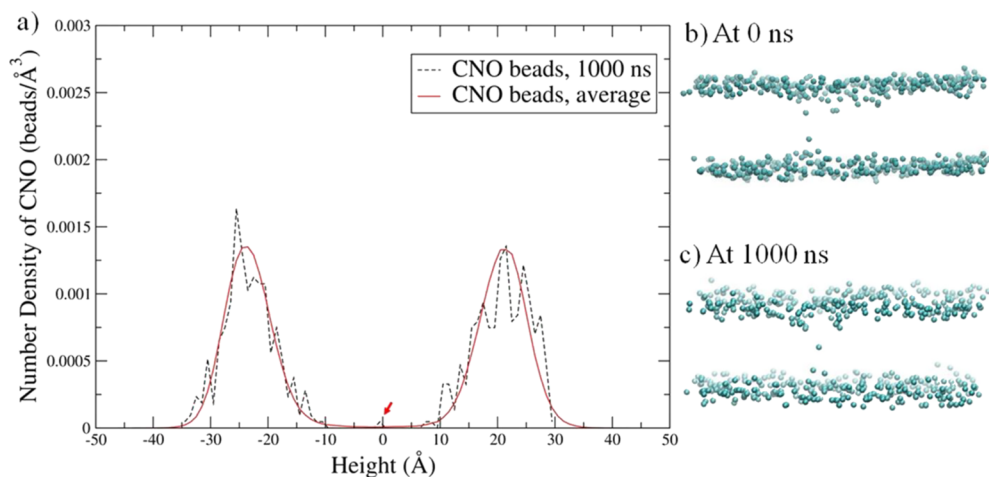 a)
Number Density of CNO (beads/Å³)
0.003
0.0025
0.002
0.0015
0.001
0.0005
0
-50 -40 -30 -20 -10 0 10 20 30 40 50
Height (Å)
CNO beads, 1000 ns
CNO beads, average
b) At 0 ns
c) At 1000 ns